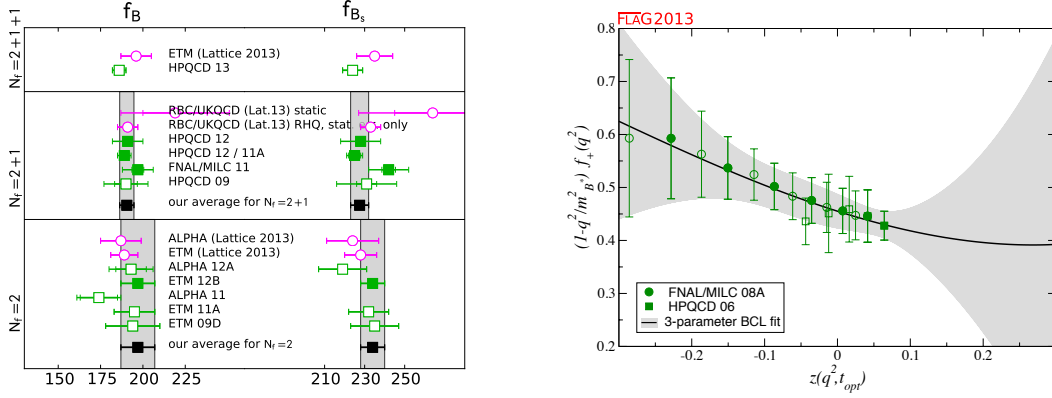 f_B f_{B_s}
N_f=2+1+1
ETM (Lattice 2013)
HPQCD 13
N_f=2+1
RBC/UKQCD (Lat.13) static
RBC/UKQCD (Lat.13) RHQ, stat. only
HPQCD 12
HPQCD 12 / 11A
FNAL/MILC 11
HPQCD 09
our average for N_f=2+1
N_f=2
ALPHA (Lattice 2013)
ETM (Lattice 2013)
ALPHA 12A
ETM 12B
ALPHA 11
ETM 11A
ETM 09D
our average for N_f=2
150 175 200 225 210 230 250
FLAG2013
(1-q²/m²_{B*}) f_+(q²)
0.8
0.7
0.6
0.5
0.4
0.3
0.2
FNAL/MILC 08A
HPQCD 06
3-parameter BCL fit
-0.2 -0.1 0 0.1 0.2
z(q²,t_opt)